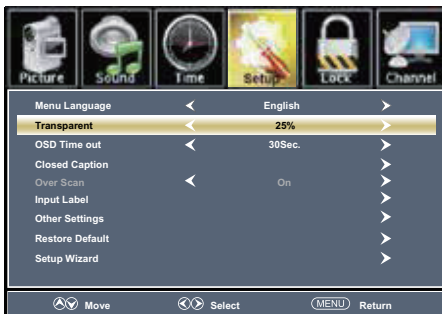 Picture Sound Time Setup Lock Channel
Menu Language English
Transparent 25%
OSD Time out 30Sec.
Closed Caption
Over Scan On
Input Label
Other Settings
Restore Default
Setup Wizard
Move Select MENU Return